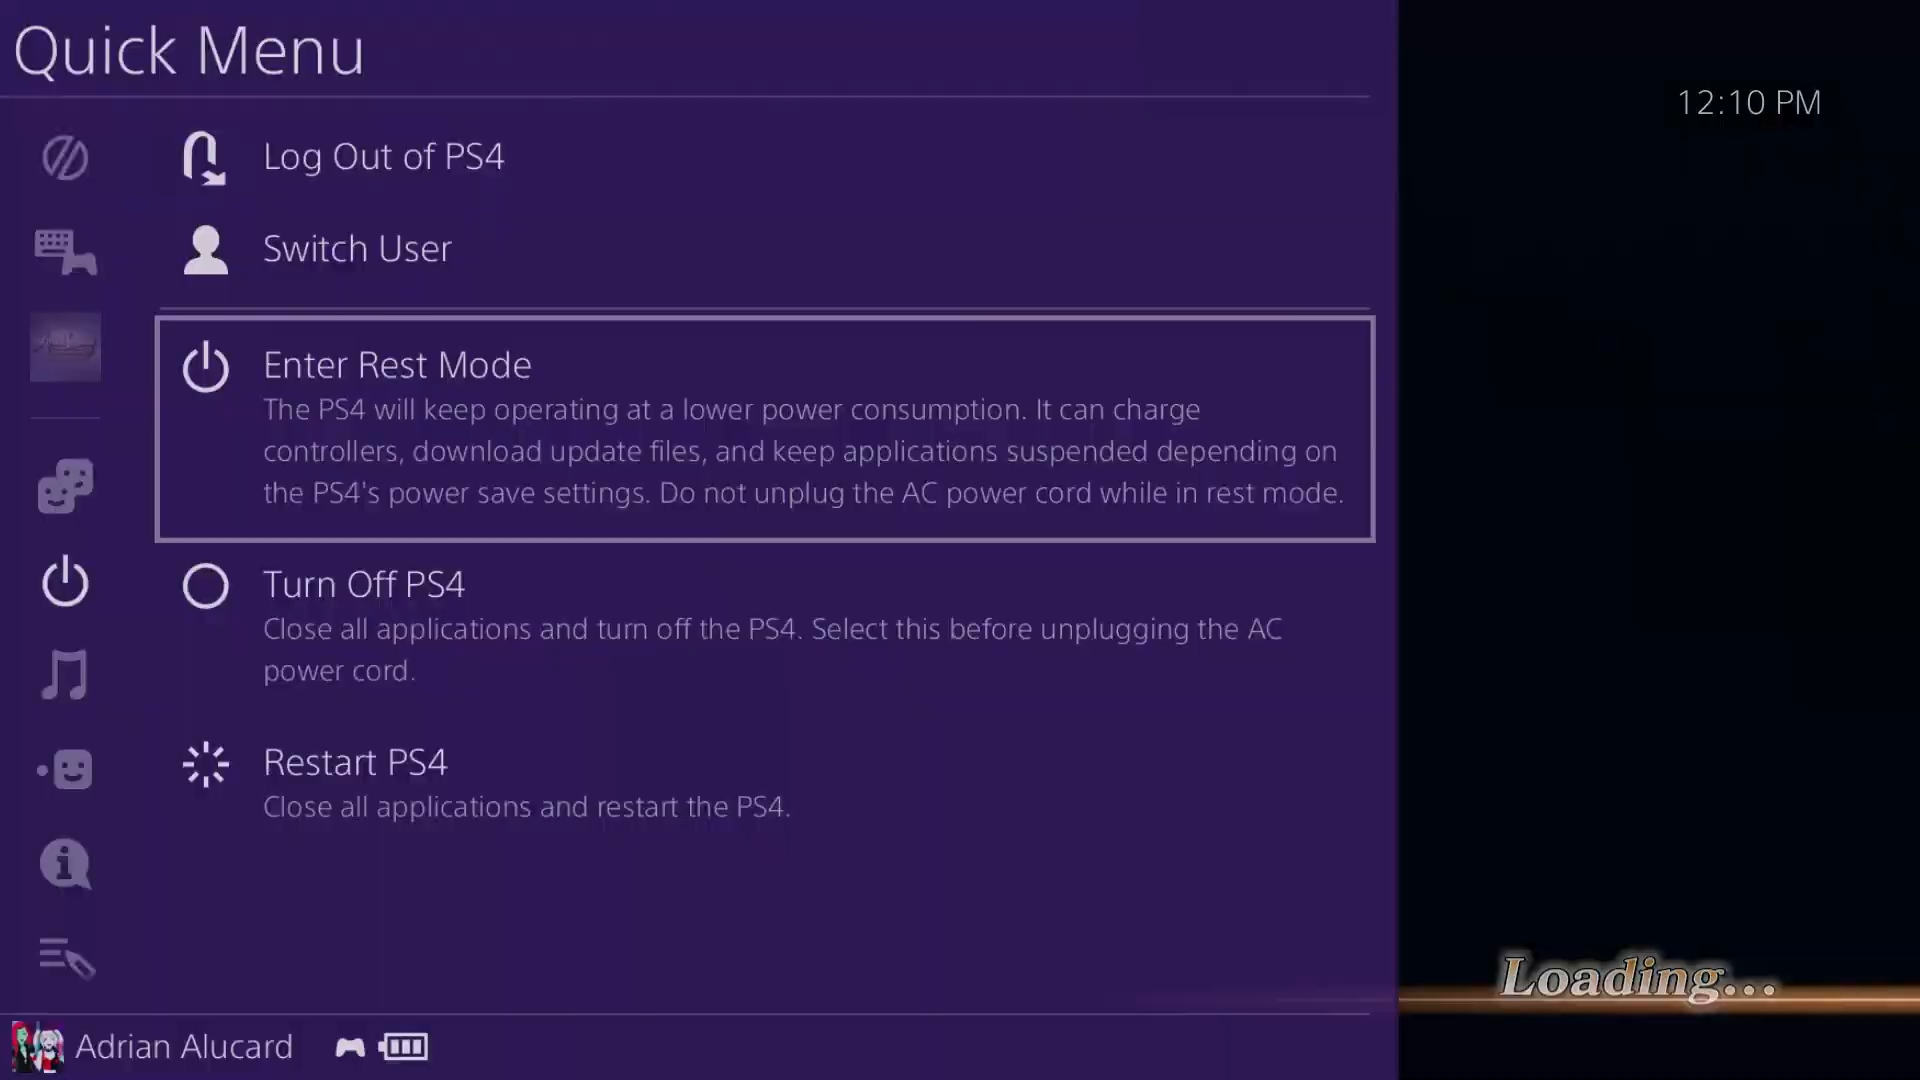 Quick Menu
12:10 PM
Log Out of PS4
Switch User
Enter Rest Mode
The PS4 will keep operating at a lower power consumption. It can charge
controllers, download update files, and keep applications suspended depending on
the PS4's power save settings. Do not unplug the AC power cord while in rest mode.
Turn Off PS4
Close all applications and turn off the PS4. Select this before unplugging the AC
power cord.
Restart PS4
Close all applications and restart the PS4.
Loading...
Adrian Alucard